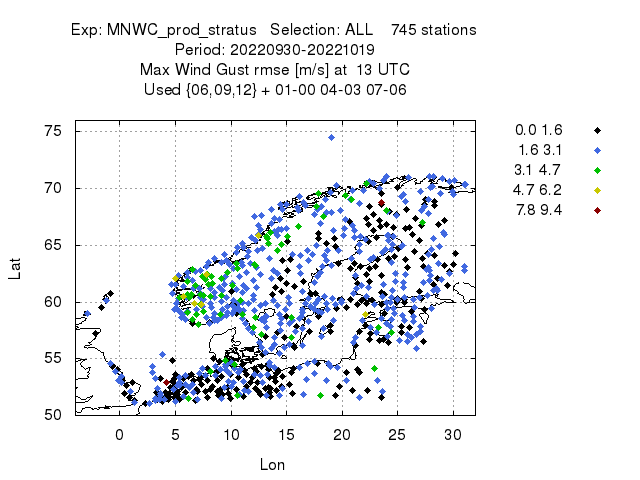 Exp: MNWC_prod_stratus Selection: ALL 745 stations
Period: 20220930-20221019
Max Wind Gust rmse [m/s] at 13 UTC
Used {06,09,12} + 01-00 04-03 07-06
0.0 1.6
1.6 3.1
3.1 4.7
4.7 6.2
7.8 9.4
75
70
65
60
55
50
Lat
0 5 10 15 20 25 30
Lon